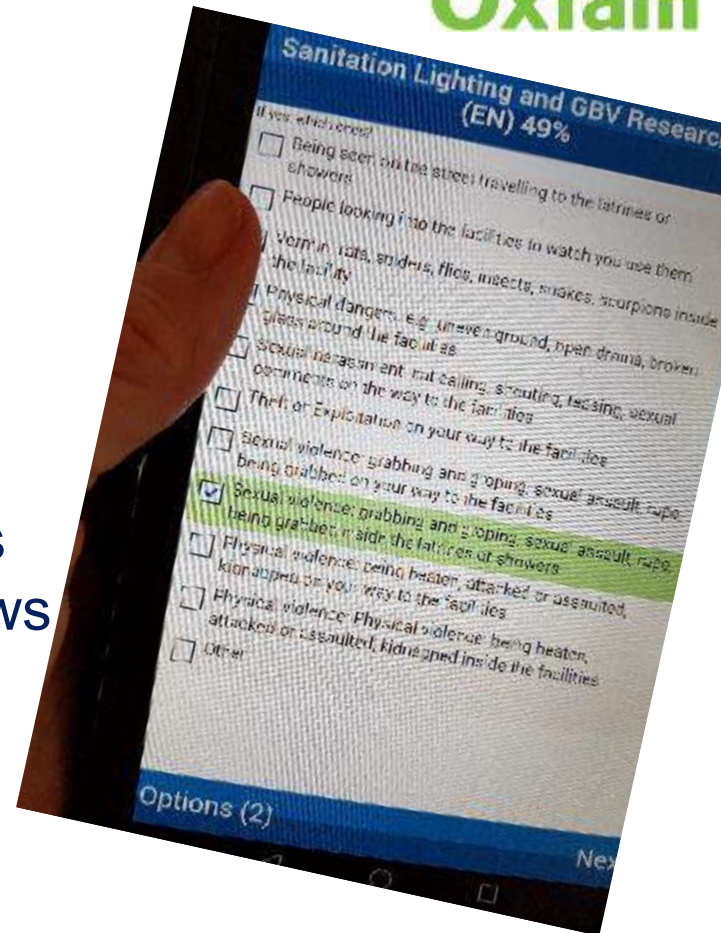 Oxfam
Sanitation Lighting and GBV Researc
(EN) 49%
If yes, which ones?
Being seen on the street travelling to the latrines or
showers
People looking into the facilities to watch you use them
Vermin, rats, spiders, flies, insects, snakes, scorpions inside
the facility
Physical dangers, e.g. uneven ground, open drains, broken
glass around the facilities
Sexual harassment: cat calling, shouting, teasing, sexual
comments on the way to the facilities
Theft or Exploitation on your way to the facilities
Sexual violence: grabbing and groping, sexual assault, rape,
being grabbed on your way to the facilities
Sexual violence: grabbing and groping, sexual assault, rape,
being grabbed inside the latrines or showers
Physical violence: being beaten, attacked or assaulted,
kidnapped on your way to the facilities
Physical violence: Physical violence: being beaten,
attacked or assaulted, kidnapped inside the facilities
Other
s
ws
Options (2)
Nex